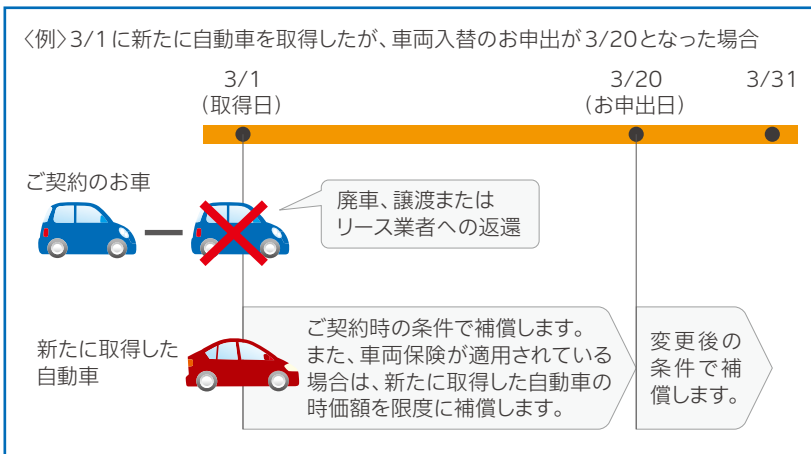 〈例〉3/1に新たに自動車を取得したが、車両入替のお申出が3/20となった場合
3/1
（取得日）
3/20
（お申出日）
3/31
ご契約のお車
廃車、譲渡または
リース業者への返還
新たに取得した
自動車
ご契約時の条件で補償します。
また、車両保険が適用されている
場合は、新たに取得した自動車の
時価額を限度に補償します。
変更後の
条件で補
償します。